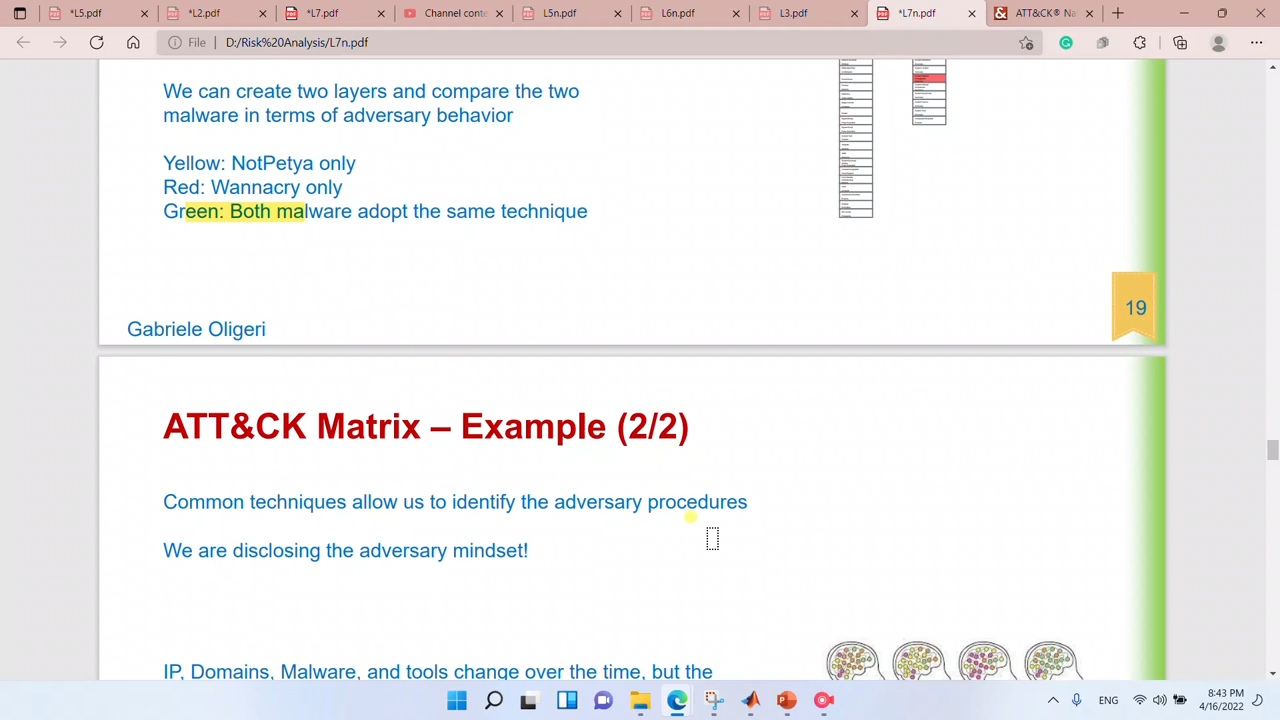 *L5.pdf
*L2.pdf
*L7.pdf
Channel conte
L5n.pdf
L6n.pdf
L3.pdf
*L7n.pdf
ATT&CK® Na
File
D:/Risk%20Analysis/L7n.pdf
We can create two layers and compare the two
malware in terms of adversary behavior
Yellow: NotPetya only
Red: Wannacry only
Green: Both malware adopt the same technique
19
Gabriele Oligeri
ATT&CK Matrix – Example (2/2)
Common techniques allow us to identify the adversary procedures
We are disclosing the adversary mindset!
IP, Domains, Malware, and tools change over the time, but the
ENG
8:43 PM
4/16/2022